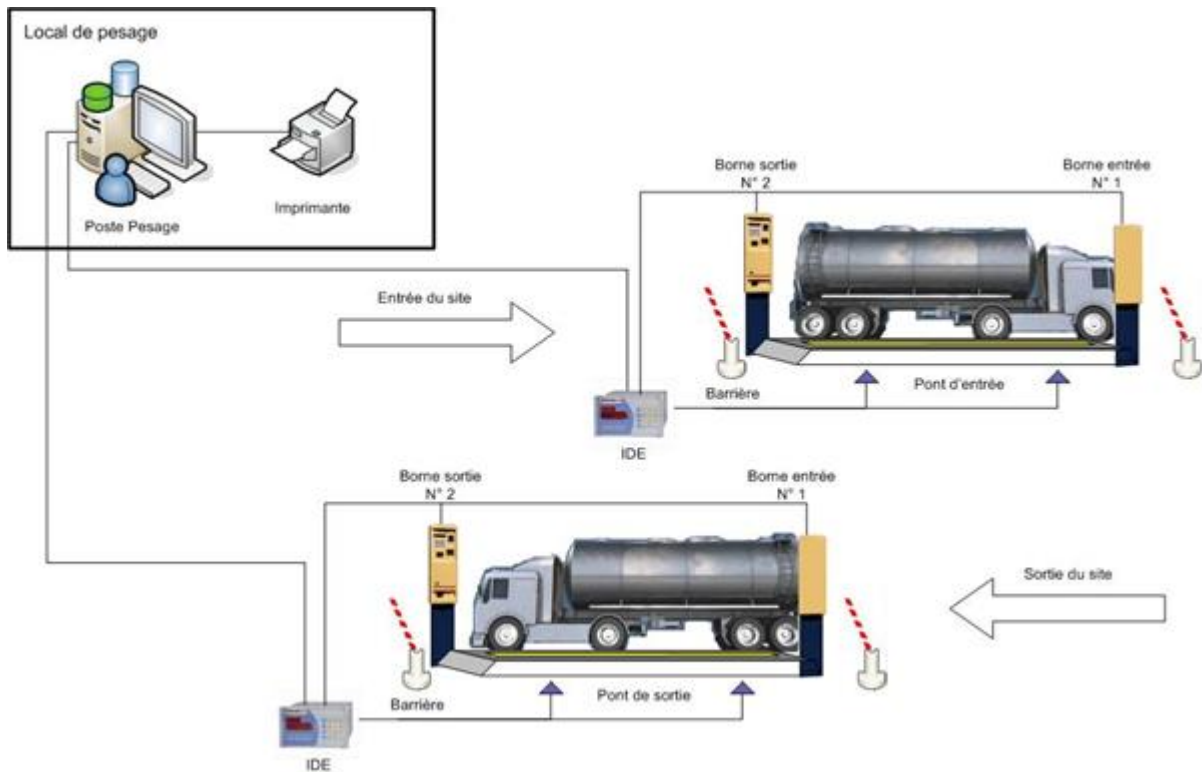 Local de pesage
Imprimante
Poste Pesage
Borne sortie
N° 2
Borne entrée
N° 1
Entrée du site
Barrière
Pont d'entrée
IDE
Borne sortie
N° 2
Borne entrée
N° 1
Sortie du site
Barrière
Pont de sortie
IDE